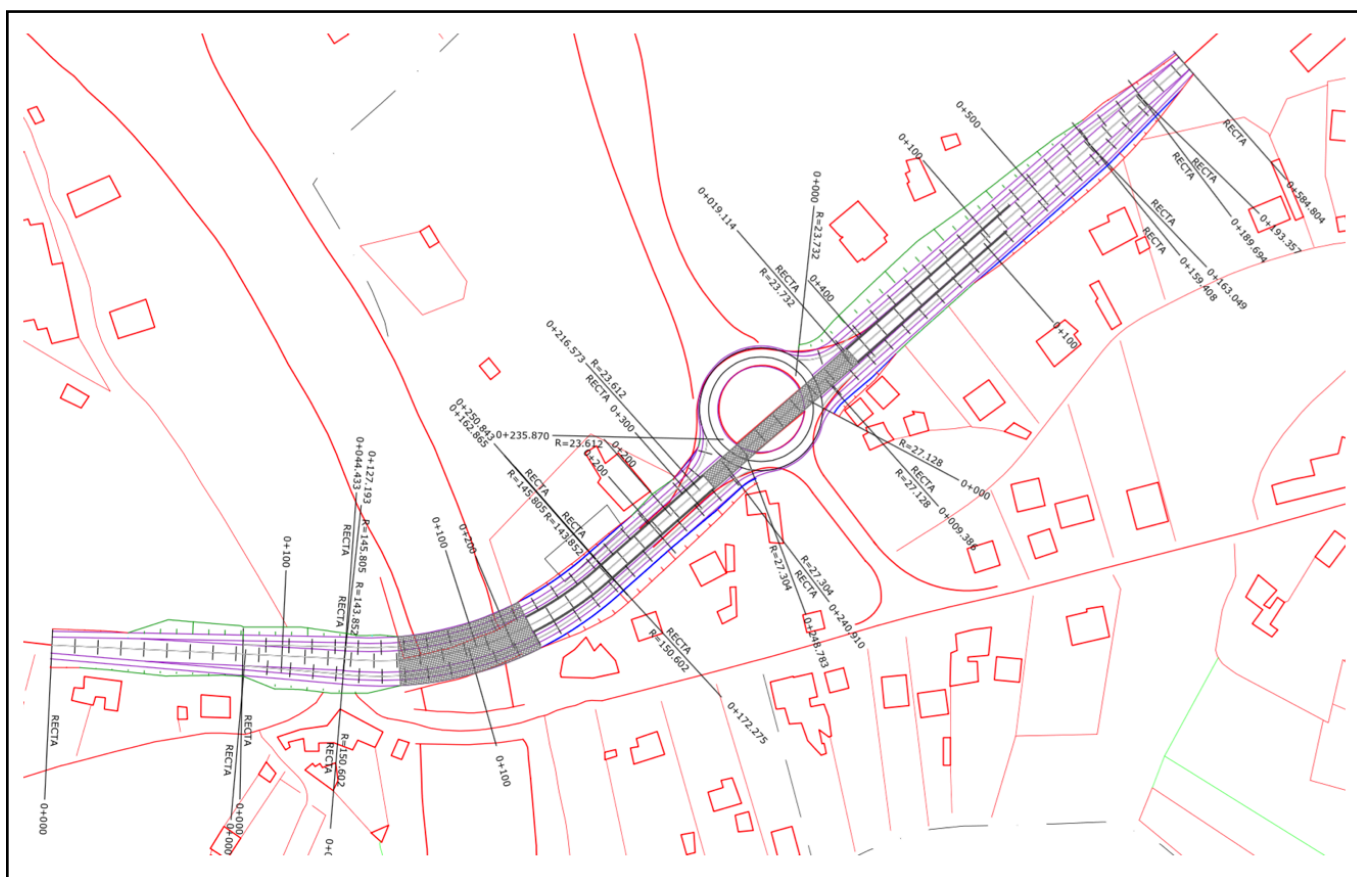 0+500
0+100
0+000
R=23.732
0+019.114
RECTA
R=23.732
0+400
RECTA
0+584.804
RECTA
RECTA
0+193.357
0+189.694
RECTA
RECTA
0+163.049
0+159.408
0+100
0+216.573
R=23.612
RECTA
0+300
0+235.870
R=23.612
0+250.843
0+162.865
RECTA
R=145.805
RECTA
R=143.852
0+200
0+200
R=27.128
0+000
RECTA
R=27.128
0+009.386
R=27.304
RECTA
0+240.910
R=27.304
0+248.783
0+127.193
0+044.433
R=145.805
RECTA
R=143.852
RECTA
0+100
0+100
0+200
RECTA
R=150.602
0+172.275
0+100
RECTA
0+000
RECTA
RECTA
0+000
0+000
R=150.602
RECTA